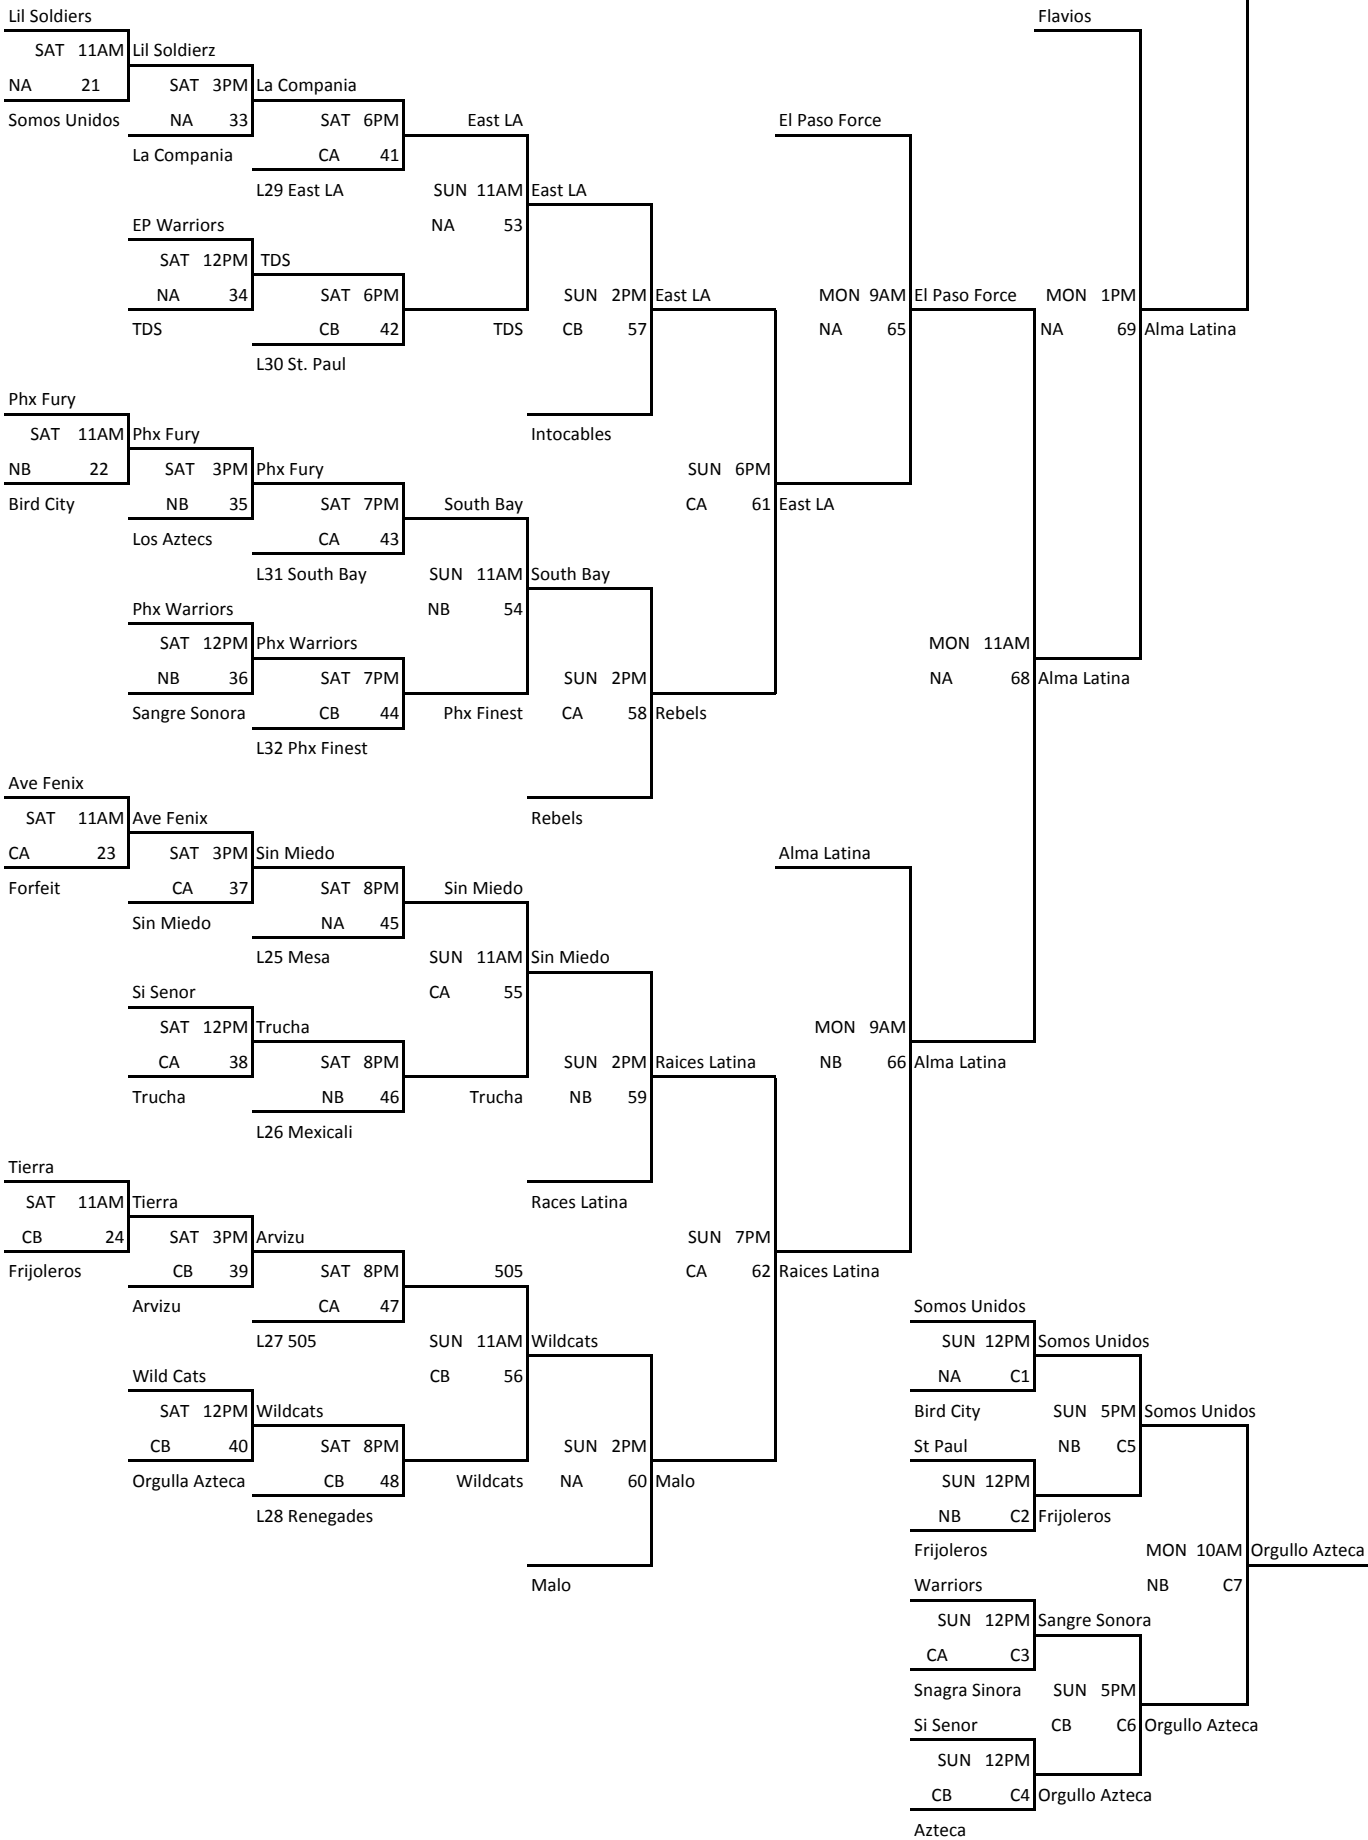 Lil Soldiers
Flavios
SAT 11AM Lil Soldierz
NA 21 SAT 3PM La Compania
Somos Unidos NA 33 SAT 6PM East LA El Paso Force
La Compania CA 41
L29 East LA SUN 11AM East LA
EP Warriors NA 53
SAT 12PM TDS
NA 34 SAT 6PM SUN 2PM East LA MON 9AM El Paso Force MON 1PM
TDS CB 42 TDS CB 57 NA 65 NA 69 Alma Latina
L30 St. Paul
Phx Fury
SAT 11AM Phx Fury Intocables
NB 22 SAT 3PM Phx Fury SUN 6PM
Bird City NB 35 SAT 7PM South Bay CA 61 East LA
Los Aztecs CA 43
L31 South Bay SUN 11AM South Bay
Phx Warriors NB 54
SAT 12PM Phx Warriors MON 11AM
NB 36 SAT 7PM SUN 2PM NA 68 Alma Latina
Sangre Sonora CB 44 Phx Finest CA 58 Rebels
L32 Phx Finest
Ave Fenix
SAT 11AM Ave Fenix Rebels
CA 23 SAT 3PM Sin Miedo Alma Latina
Forfeit CA 37 SAT 8PM Sin Miedo
Sin Miedo NA 45
L25 Mesa SUN 11AM Sin Miedo
Si Senor CA 55
SAT 12PM Trucha MON 9AM
CA 38 SAT 8PM SUN 2PM Raices Latina NB 66 Alma Latina
Trucha NB 46 Trucha NB 59
L26 Mexicali
Tierra
SAT 11AM Tierra Races Latina
CB 24 SAT 3PM Arvizu SUN 7PM
Frijoleros CB 39 SAT 8PM 505 CA 62 Raices Latina
Arvizu CA 47 Somos Unidos
L27 505 SUN 11AM Wildcats SUN 12PM Somos Unidos
Wild Cats CB 56 NA C1
SAT 12PM Wildcats Bird City SUN 5PM Somos Unidos
CB 40 SAT 8PM SUN 2PM St Paul NB C5
Orgulla Azteca CB 48 Wildcats NA 60 Malo SUN 12PM
L28 Renegades NB C2 Frijoleros
Frijoleros MON 10AM Orgullo Azteca
Malo Warriors NB C7
SUN 12PM Sangre Sonora
CA C3
Snagra Sinora SUN 5PM
Si Senor CB C6 Orgullo Azteca
SUN 12PM
CB C4 Orgullo Azteca
Azteca